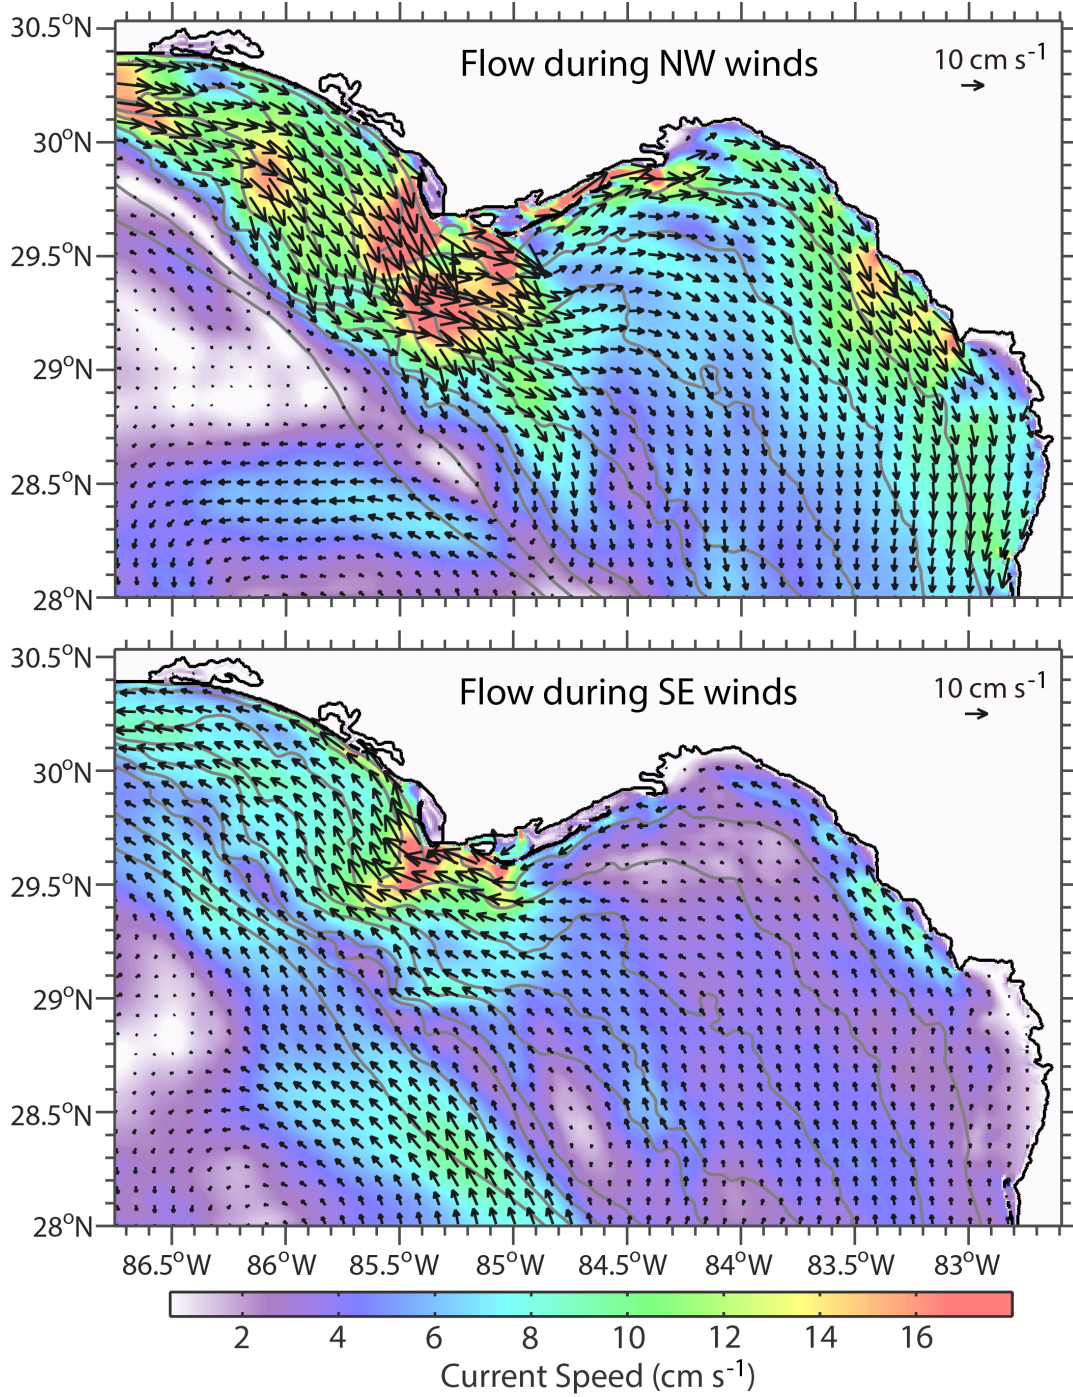 30.5°N
Flow during NW winds
10 cm s⁻¹
30°N
29.5°N
29°N
28.5°N
28°N
30.5°N
Flow during SE winds
10 cm s⁻¹
30°N
29.5°N
29°N
28.5°N
28°N
86.5°W 86°W 85.5°W 85°W 84.5°W 84°W 83.5°W 83°W
2 4 6 8 10 12 14 16
Current Speed (cm s⁻¹)